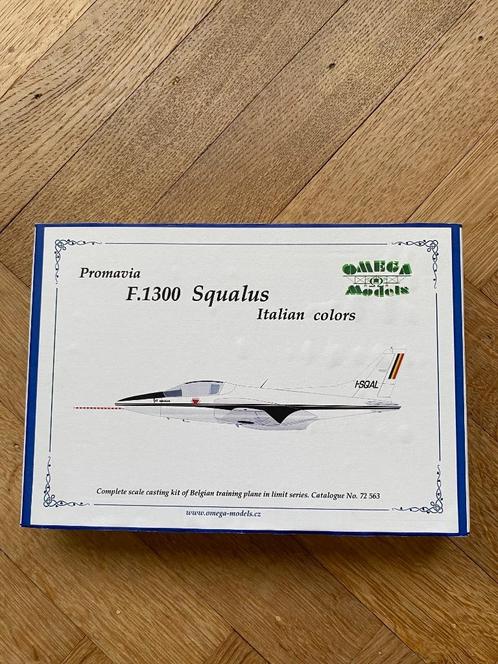 Promavia
F.1300 Squalus
Italian colors
OMEGA
Models
I-SQAL
Complete scale casting kit of Belgian training plane in limit series. Catalogue No. 72 563
www.omega-models.cz